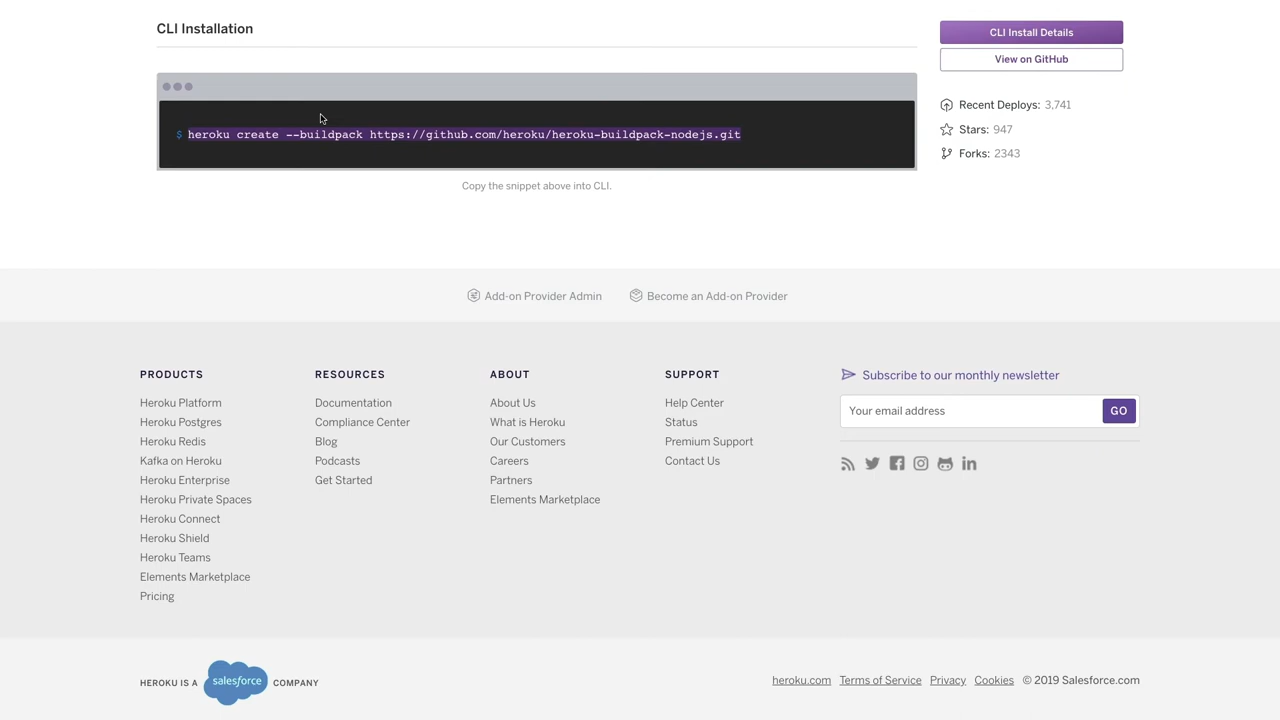 CLI Installation
CLI Install Details
View on GitHub
$ heroku create --buildpack https://github.com/heroku/heroku-buildpack-nodejs.git
Copy the snippet above into CLI.
Recent Deploys: 3,741
Stars: 947
Forks: 2343
Add-on Provider Admin
Become an Add-on Provider
PRODUCTS
Heroku Platform
Heroku Postgres
Heroku Redis
Kafka on Heroku
Heroku Enterprise
Heroku Private Spaces
Heroku Connect
Heroku Shield
Heroku Teams
Elements Marketplace
Pricing
RESOURCES
Documentation
Compliance Center
Blog
Podcasts
Get Started
ABOUT
About Us
What is Heroku
Our Customers
Careers
Partners
Elements Marketplace
SUPPORT
Help Center
Status
Premium Support
Contact Us
Subscribe to our monthly newsletter
Your email address
GO
HEROKU IS A salesforce COMPANY
heroku.com Terms of Service Privacy Cookies © 2019 Salesforce.com